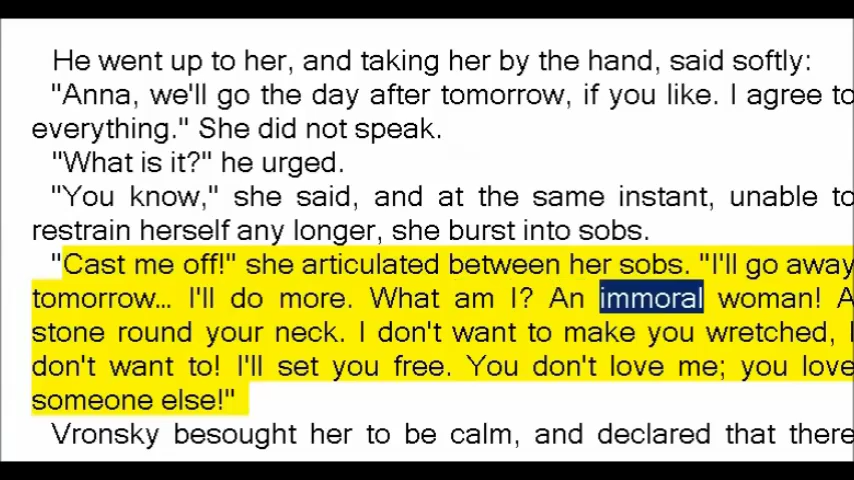 He went up to her, and taking her by the hand, said softly:
"Anna, we'll go the day after tomorrow, if you like. I agree to
everything." She did not speak.
"What is it?" he urged.
"You know," she said, and at the same instant, unable to
restrain herself any longer, she burst into sobs.
"Cast me off!" she articulated between her sobs. "I'll go away
tomorrow... I'll do more. What am I? An immoral woman! A
stone round your neck. I don't want to make you wretched, I
don't want to! I'll set you free. You don't love me; you love
someone else!"
Vronsky besought her to be calm, and declared that there